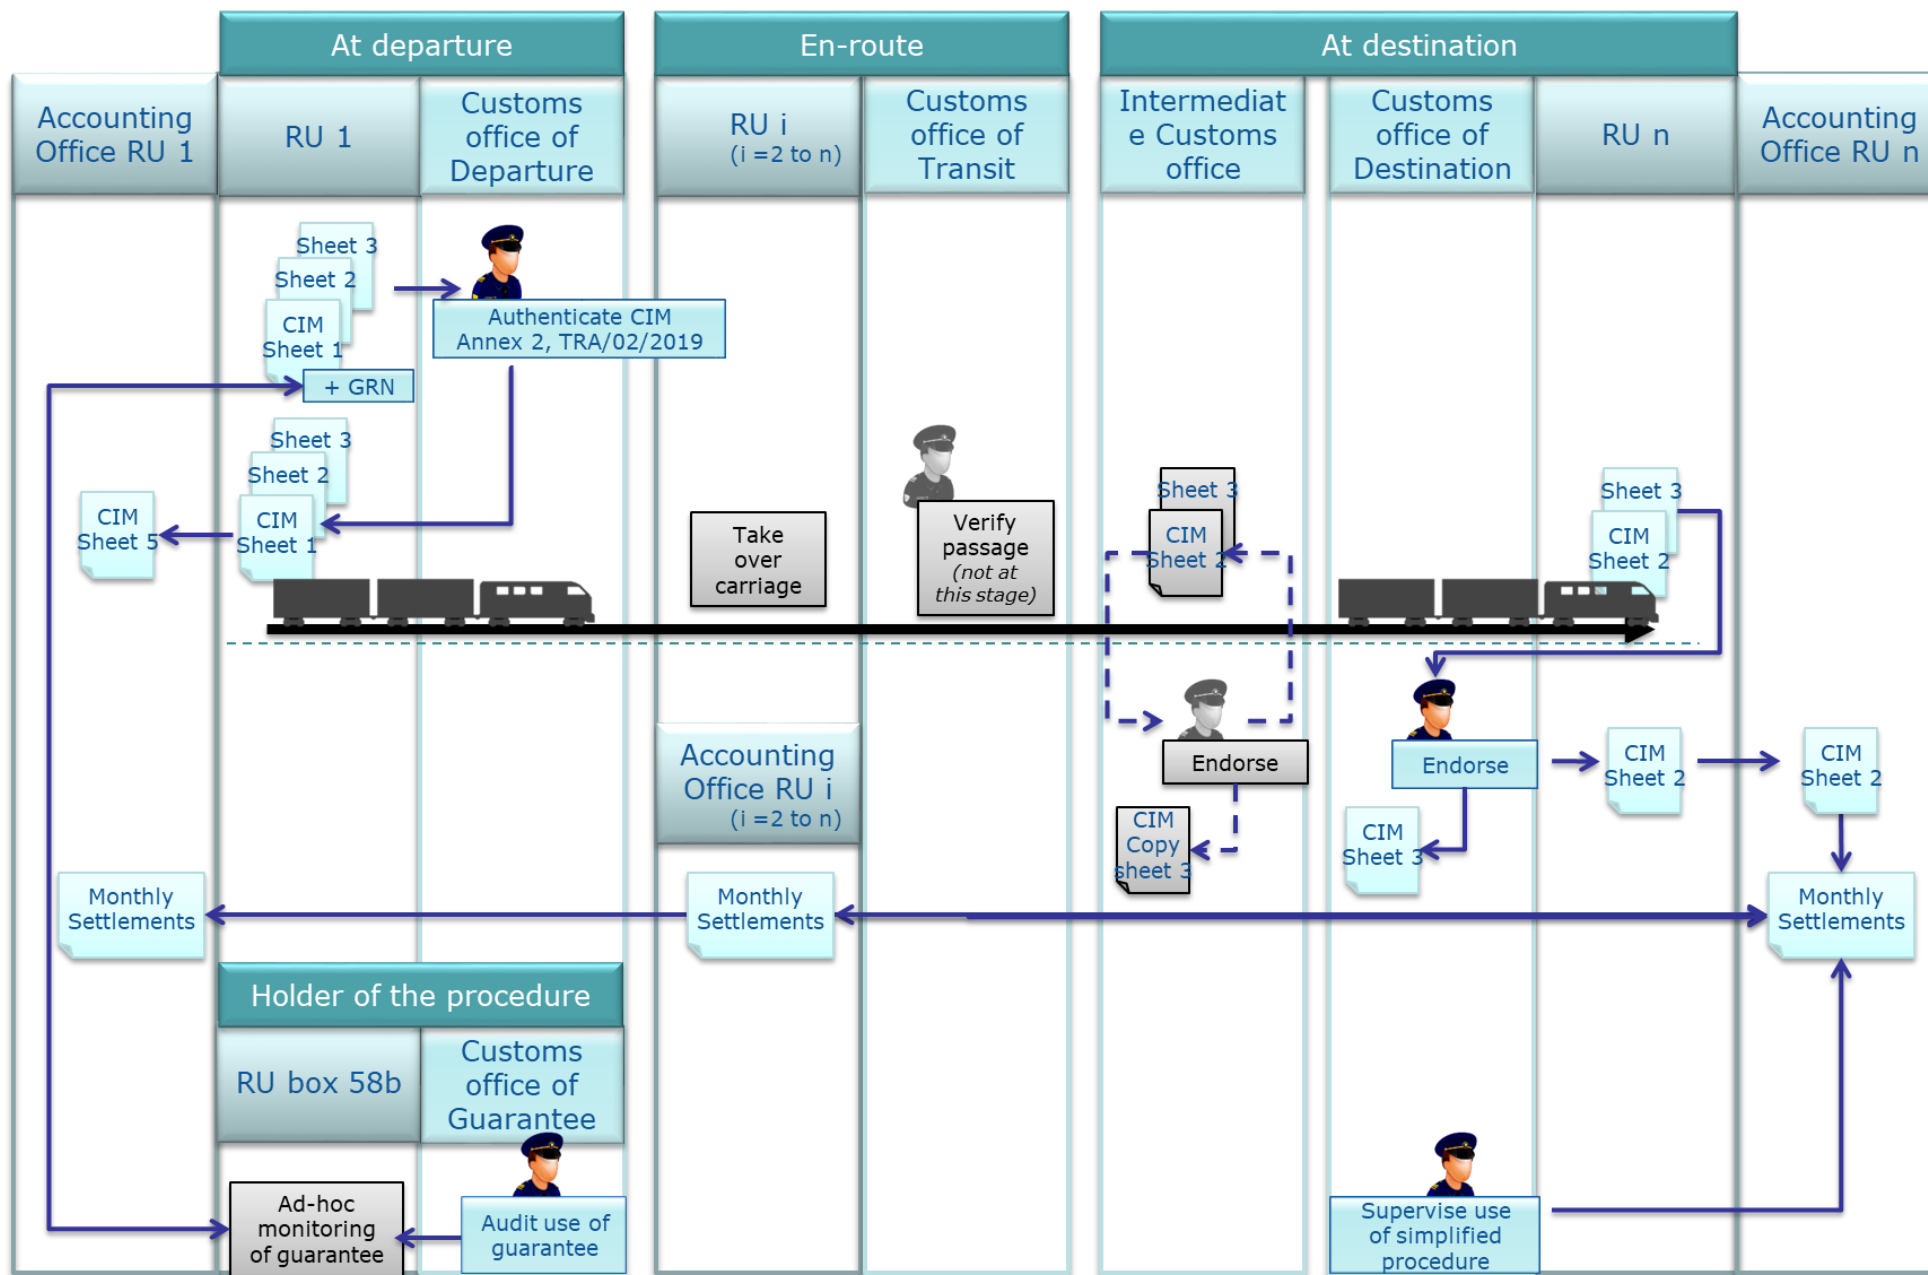 At departure
En-route
At destination
Accounting
Office RU 1
RU 1
Customs
office of
Departure
RU i
(i =2 to n)
Customs
office of
Transit
Intermediat
e Customs
office
Customs
office of
Destination
RU n
Accounting
Office RU n
Sheet 3
Sheet 2
CIM
Sheet 1
+ GRN
Authenticate CIM
Annex 2, TRA/02/2019
Sheet 3
Sheet 2
CIM
Sheet 1
CIM
Sheet 5
Take
over
carriage
Verify
passage
(not at
this stage)
Sheet 3
CIM
Sheet 2
Sheet 3
CIM
Sheet 2
Accounting
Office RU i
(i =2 to n)
Endorse
Endorse
CIM
Sheet 2
CIM
Sheet 2
CIM
Copy
sheet 3
CIM
Sheet 3
Monthly
Settlements
Monthly
Settlements
Monthly
Settlements
Holder of the procedure
RU box 58b
Customs
office of
Guarantee
Ad-hoc
monitoring
of guarantee
Audit use of
guarantee
Supervise use
of simplified
procedure